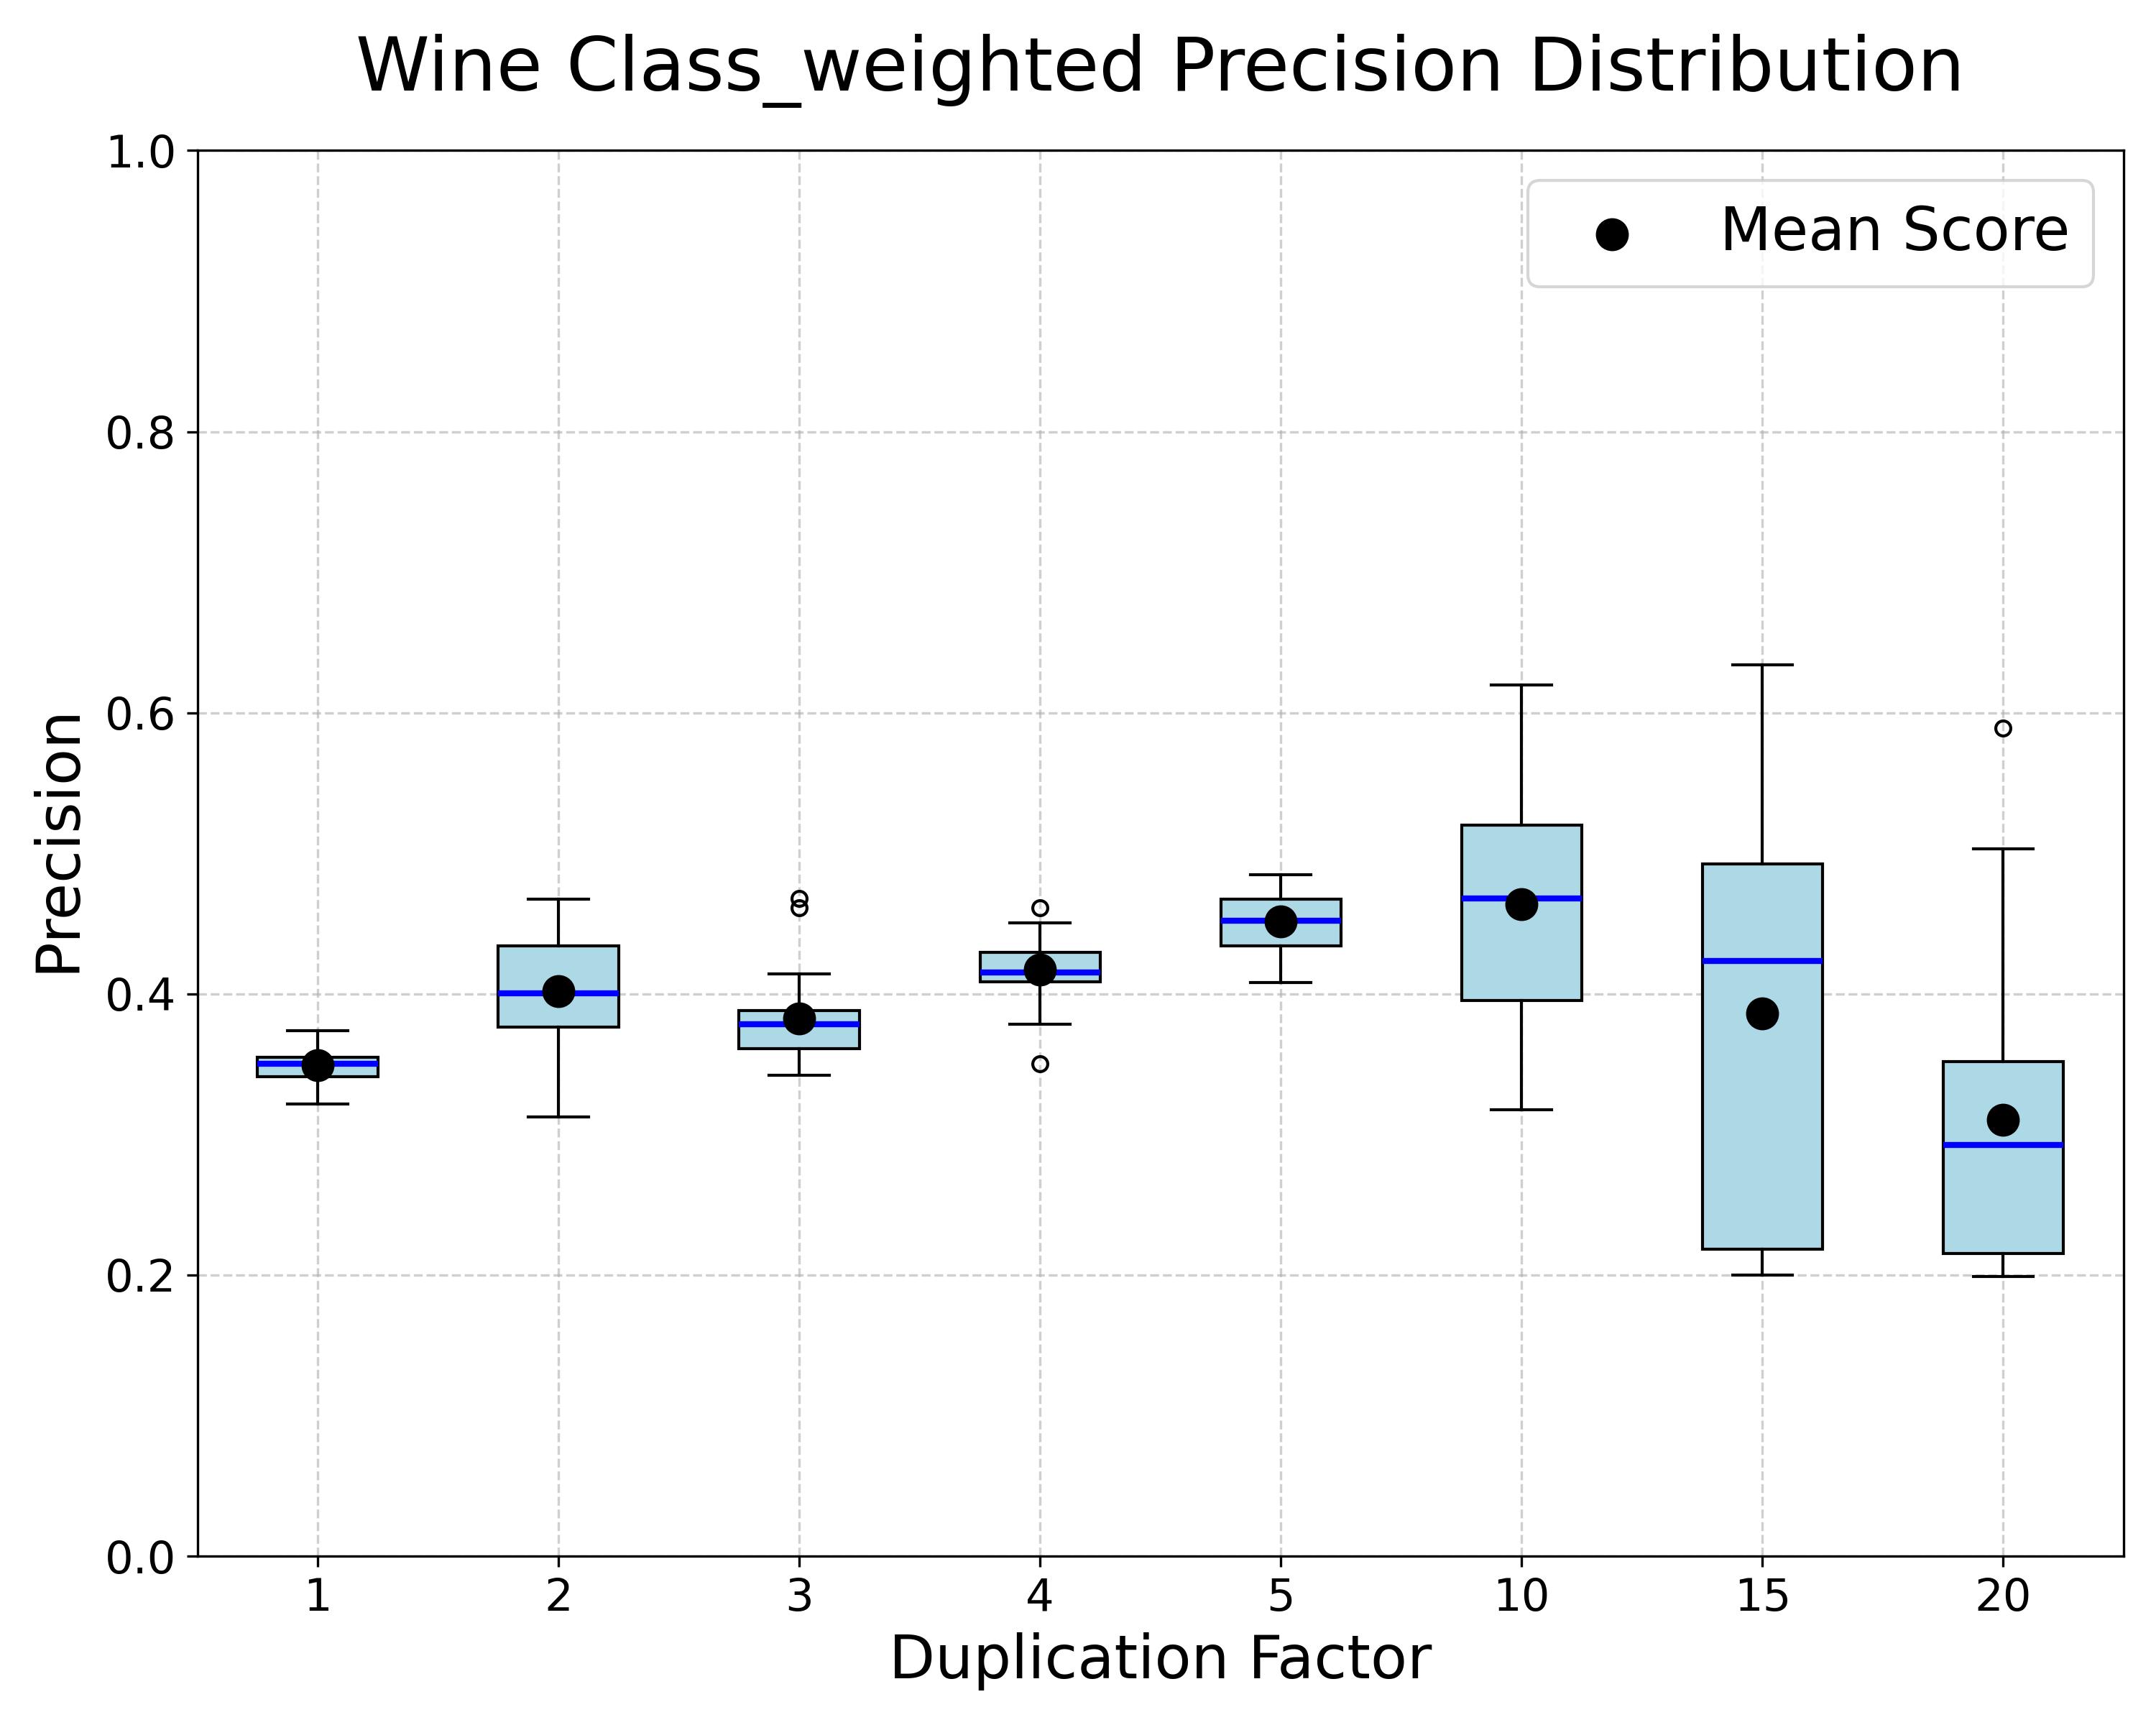 Wine Class_weighted Precision Distribution
Mean Score
Precision
1.0
0.8
0.6
0.4
0.2
0.0
1 2 3 4 5 10 15 20
Duplication Factor